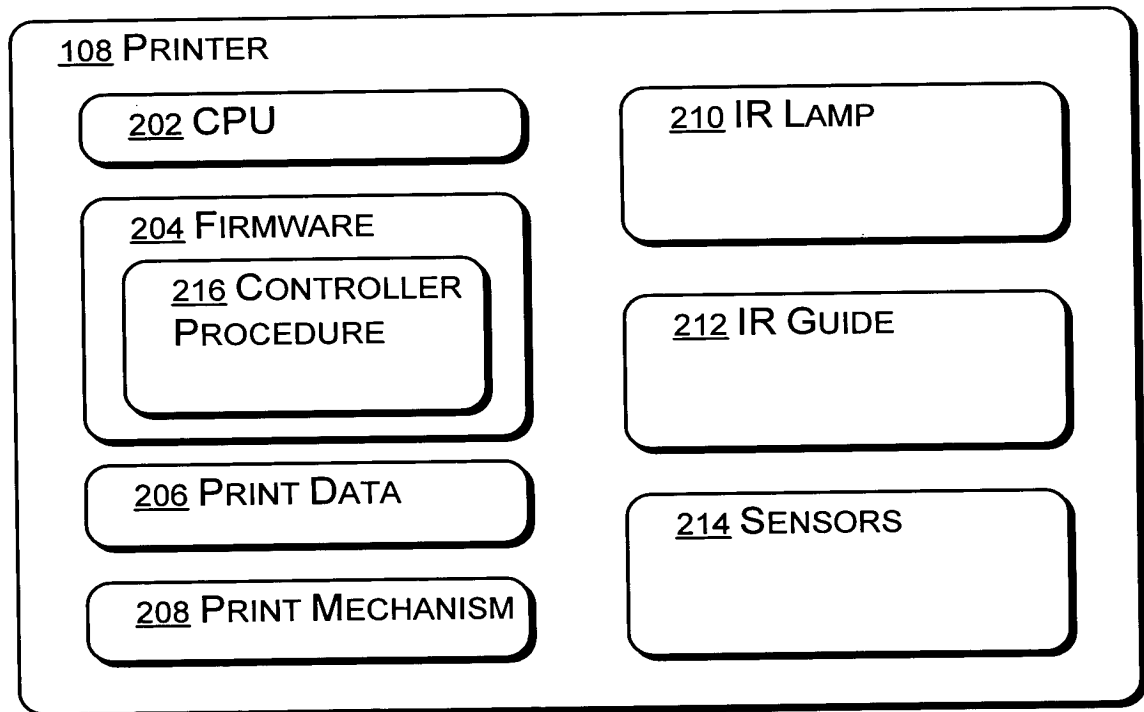 108 PRINTER
202 CPU
204 FIRMWARE
216 CONTROLLER
PROCEDURE
206 PRINT DATA
208 PRINT MECHANISM
210 IR LAMP
212 IR GUIDE
214 SENSORS